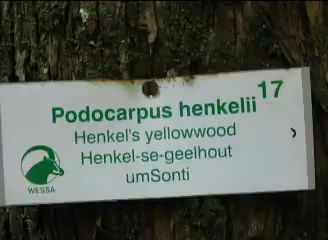 Podocarpus henkelii 17
Henkel's yellowwood
Henkel-se-geelhout
umSonti
WESSA